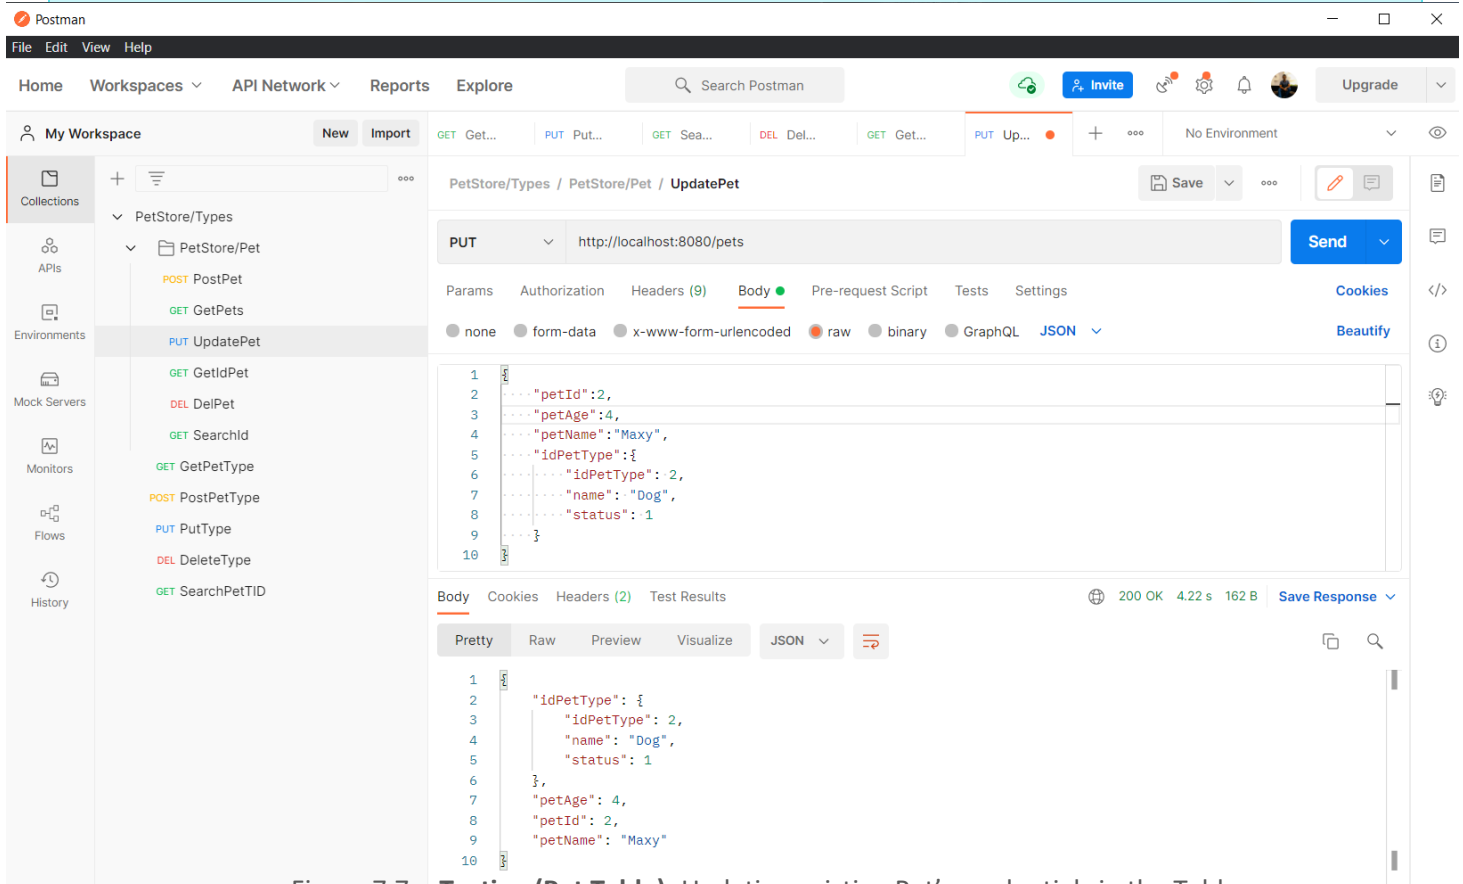 Postman
File Edit View Help
Home Workspaces API Network Reports Explore Search Postman Invite Upgrade
My Workspace New Import GET Get... PUT Put... GET Sea... DEL Del... GET Get... PUT Up... No Environment
Collections
APIs
Environments
Mock Servers
Monitors
Flows
History
PetStore/Types
PetStore/Pet
POST PostPet
GET GetPets
PUT UpdatePet
GET GetIdPet
DEL DelPet
GET SearchId
GET GetPetType
POST PostPetType
PUT PutType
DEL DeleteType
GET SearchPetTID
PetStore/Types / PetStore/Pet / UpdatePet Save
PUT http://localhost:8080/pets Send
Params Authorization Headers (9) Body Pre-request Script Tests Settings Cookies
none form-data x-www-form-urlencoded raw binary GraphQL JSON Beautify
1 {
2 "petId":2,
3 "petAge":4,
4 "petName":"Maxy",
5 "idPetType":{
6 "idPetType": 2,
7 "name": "Dog",
8 "status": 1
9 }
10 }
Body Cookies Headers (2) Test Results 200 OK 4.22 s 162 B Save Response
Pretty Raw Preview Visualize JSON
1 {
2 "idPetType": {
3 "idPetType": 2,
4 "name": "Dog",
5 "status": 1
6 },
7 "petAge": 4,
8 "petId": 2,
9 "petName": "Maxy"
10 }